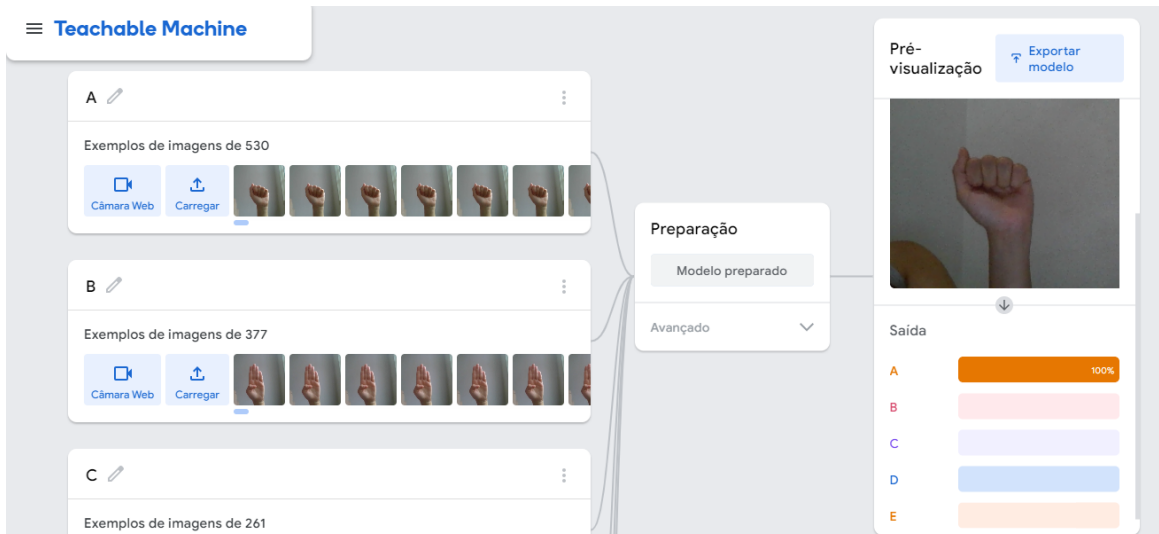 Teachable Machine
A
Exemplos de imagens de 530
Câmara Web
Carregar
B
Exemplos de imagens de 377
Câmara Web
Carregar
C
Exemplos de imagens de 261
Preparação
Modelo preparado
Avançado
Pré-
visualização
Exportar
modelo
Saída
A
100%
B
C
D
E